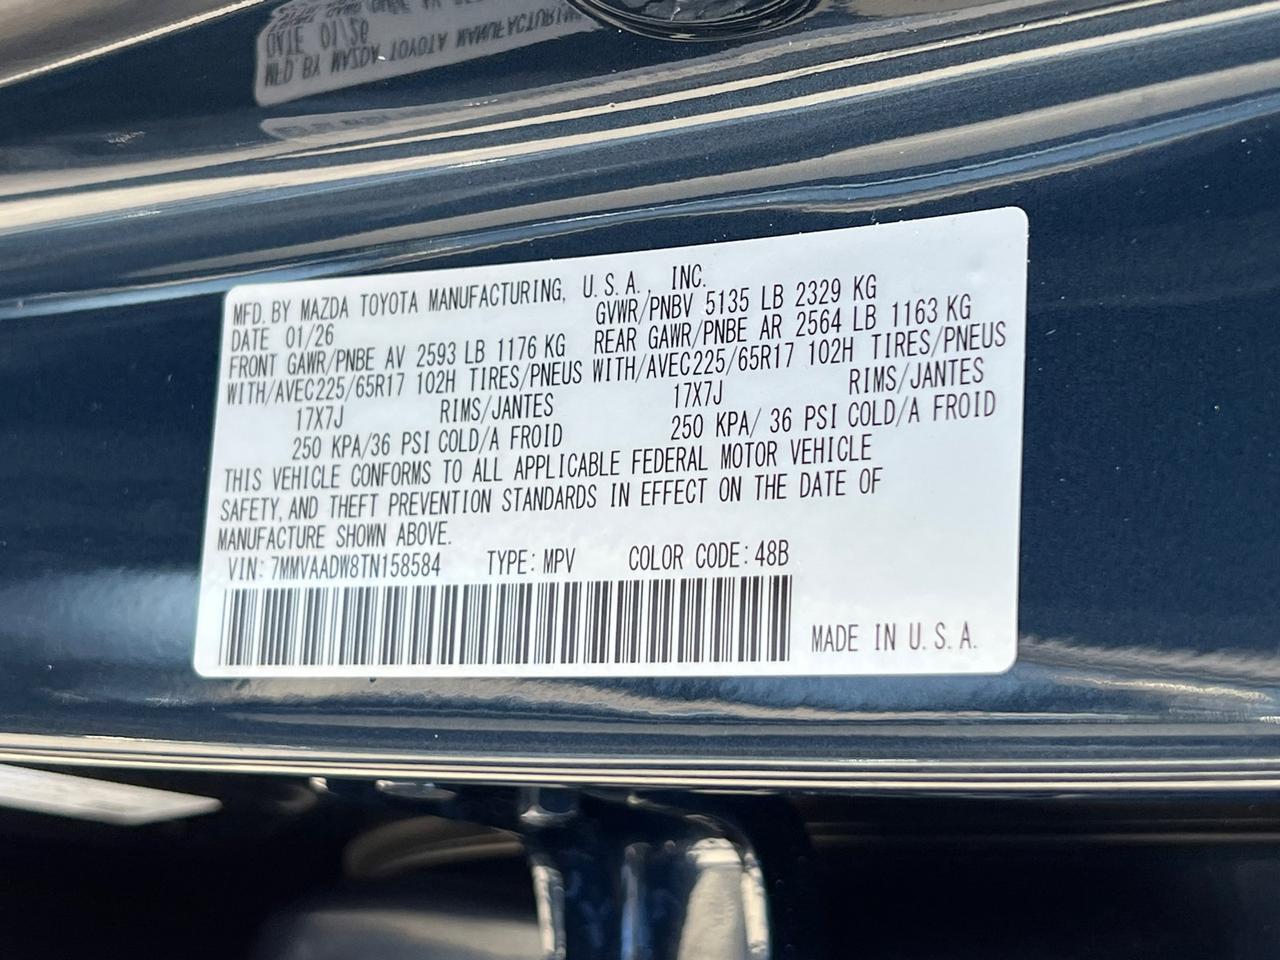 MFD. BY MAZDA TOYOTA MANUFACTURING, U.S.A., INC.
DATE 01/26 GVWR/PNBV 5135 LB 2329 KG
FRONT GAWR/PNBE AV 2593 LB 1176 KG REAR GAWR/PNBE AR 2564 LB 1163 KG
WITH/AVEC225/65R17 102H TIRES/PNEUS WITH/AVEC225/65R17 102H TIRES/PNEUS
17X7J RIMS/JANTES 17X7J RIMS/JANTES
250 KPA/36 PSI COLD/A FROID 250 KPA/ 36 PSI COLD/A FROID
THIS VEHICLE CONFORMS TO ALL APPLICABLE FEDERAL MOTOR VEHICLE
SAFETY, AND THEFT PREVENTION STANDARDS IN EFFECT ON THE DATE OF
MANUFACTURE SHOWN ABOVE.
VIN: 7MMVAADW8TN158584 TYPE: MPV COLOR CODE: 48B
MADE IN U.S.A.